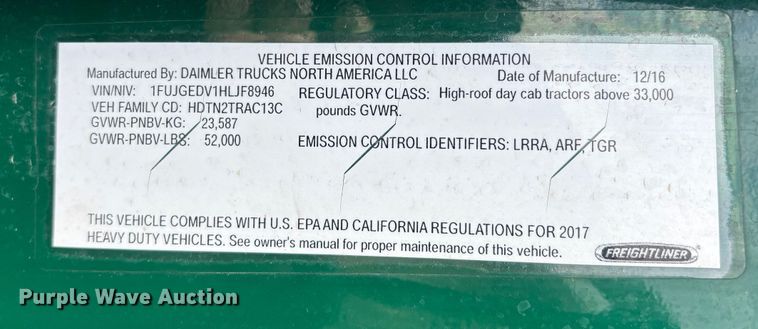 VEHICLE EMISSION CONTROL INFORMATION
Manufactured By: DAIMLER TRUCKS NORTH AMERICA LLC Date of Manufacture: 12/16
VIN/NIV: 1FUJGEDV1HLJF8946 REGULATORY CLASS: High-roof day cab tractors above 33,000
VEH FAMILY CD: HDTN2TRAC13C pounds GVWR.
GVWR-PNBV-KG: 23,587
GVWR-PNBV-LBS: 52,000 EMISSION CONTROL IDENTIFIERS: LRRA, ARF, TGR
THIS VEHICLE COMPLIES WITH U.S. EPA AND CALIFORNIA REGULATIONS FOR 2017
HEAVY DUTY VEHICLES. See owner's manual for proper maintenance of this vehicle.
FREIGHTLINER
Purple Wave Auction